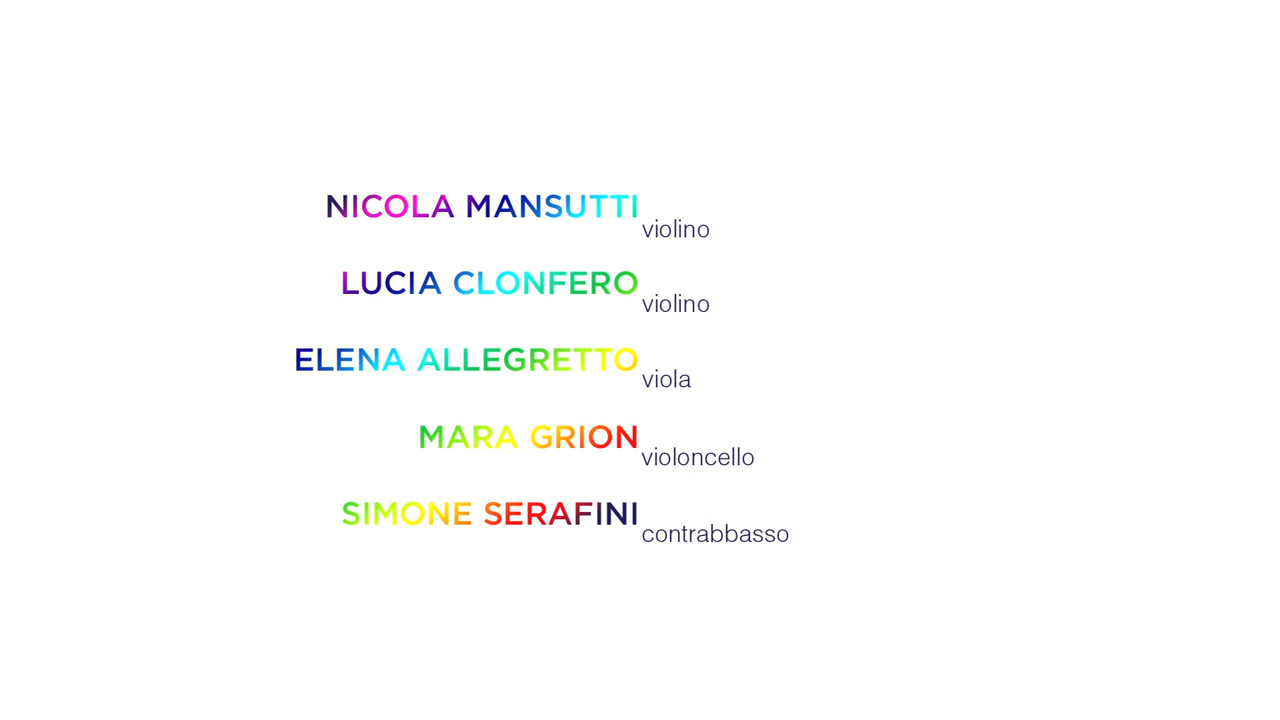 NICOLA MANSUTTI
violino
LUCIA CLONFERO
violino
ELENA ALLEGRETTO
viola
MARA GRION
violoncello
SIMONE SERAFINI
contrabbasso